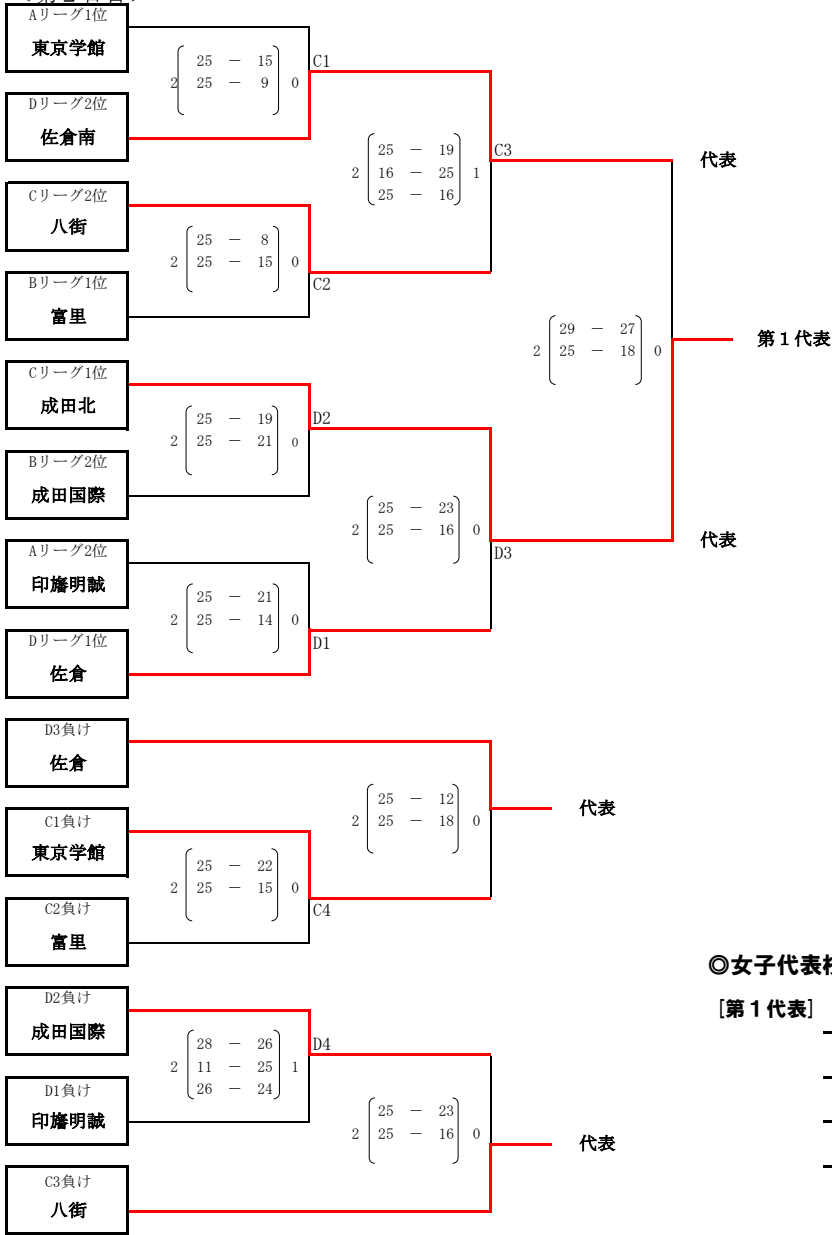 Aリーグ1位
東京学館
25 － 15
2 25 － 9 0
C1
Dリーグ2位
佐倉南
25 － 19
2 16 － 25 1
25 － 16
C3
代表
Cリーグ2位
八街
25 － 8
2 25 － 15 0
C2
Bリーグ1位
富里
29 － 27
2 25 － 18 0
第１代表
Cリーグ1位
成田北
25 － 19
2 25 － 21 0
D2
Bリーグ2位
成田国際
25 － 23
2 25 － 16 0
D3
代表
Aリーグ2位
印旛明誠
25 － 21
2 25 － 14 0
D1
Dリーグ1位
佐倉
D3負け
佐倉
25 － 12
2 25 － 18 0
代表
C1負け
東京学館
25 － 22
2 25 － 15 0
C4
C2負け
富里
◎女子代表
[第１代表]
D2負け
成田国際
28 － 26
2 11 － 25 1
26 － 24
D4
D1負け
印旛明誠
25 － 23
2 25 － 16 0
代表
C3負け
八街